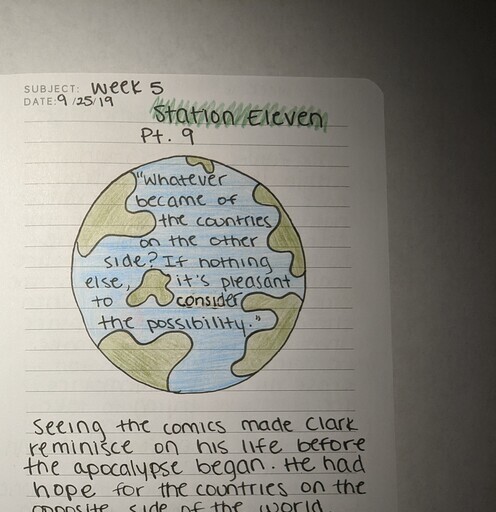 SUBJECT: Week 5
DATE: 9/25/19
Station Eleven
Pt. 9
"Whatever
became of
the countries
on the other
side? If nothing
else, it's pleasant
to consider
the possibility."
Seeing the comics made Clark
reminisce on his life before
the apocalypse began. He had
hope for the countries on the
opposite side of the world